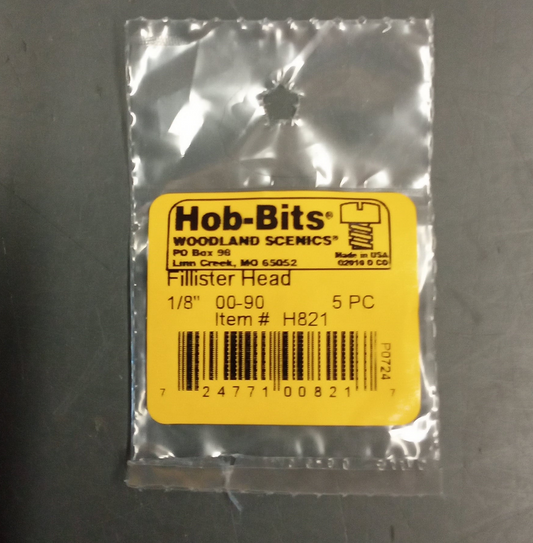 Hob-Bits®
WOODLAND SCENICS®
PO Box 98
Linn Creek, MO 65052
Made in USA
Fillister Head
1/8" 00-90 5 PC
Item # H821
P0724
7 24771 00821 7